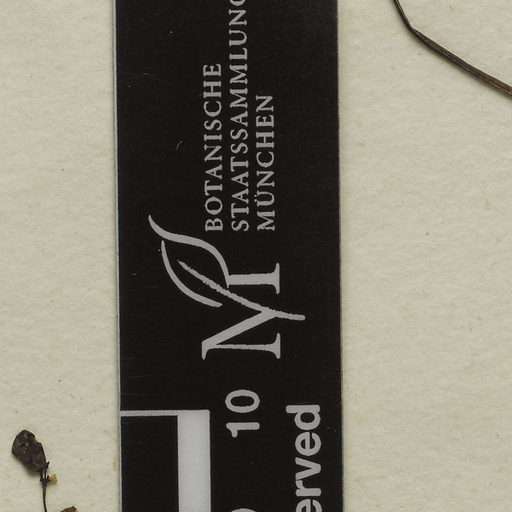 BOTANISCHE
STAATSSAMMLUNG
MÜNCHEN
M
10
erved